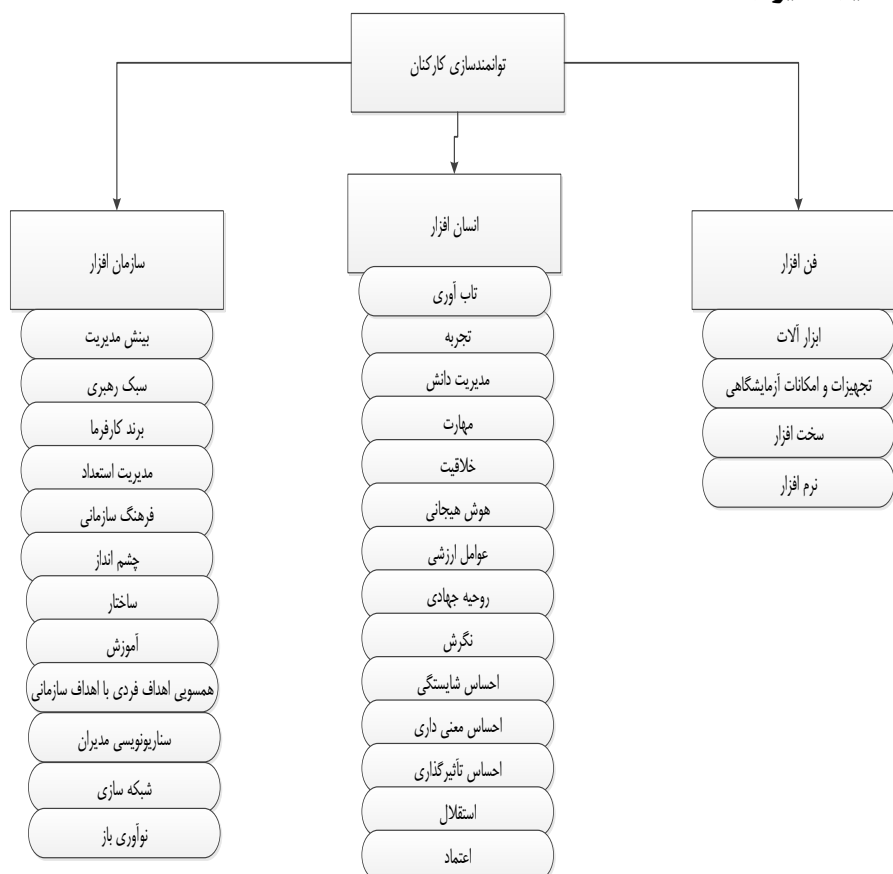 توانمندسازی کارکنان
فن افزار
ابزار آلات
تجهیزات و امکانات آزمایشگاهی
سخت افزار
نرم افزار
انسان افزار
تاب آوری
تجربه
مدیریت دانش
مهارت
خلاقیت
هوش هیجانی
عوامل ارزشی
روحیه جهادی
نگرش
احساس شایستگی
احساس معنی داری
احساس تأثیرگذاری
استقلال
اعتماد
سازمان افزار
بینش مدیریت
سبک رهبری
برند کارفرما
مدیریت استعداد
فرهنگ سازمانی
چشم انداز
ساختار
آموزش
همسویی اهداف فردی با اهداف سازمانی
سناریونویسی مدیران
شبکه سازی
نوآوری باز